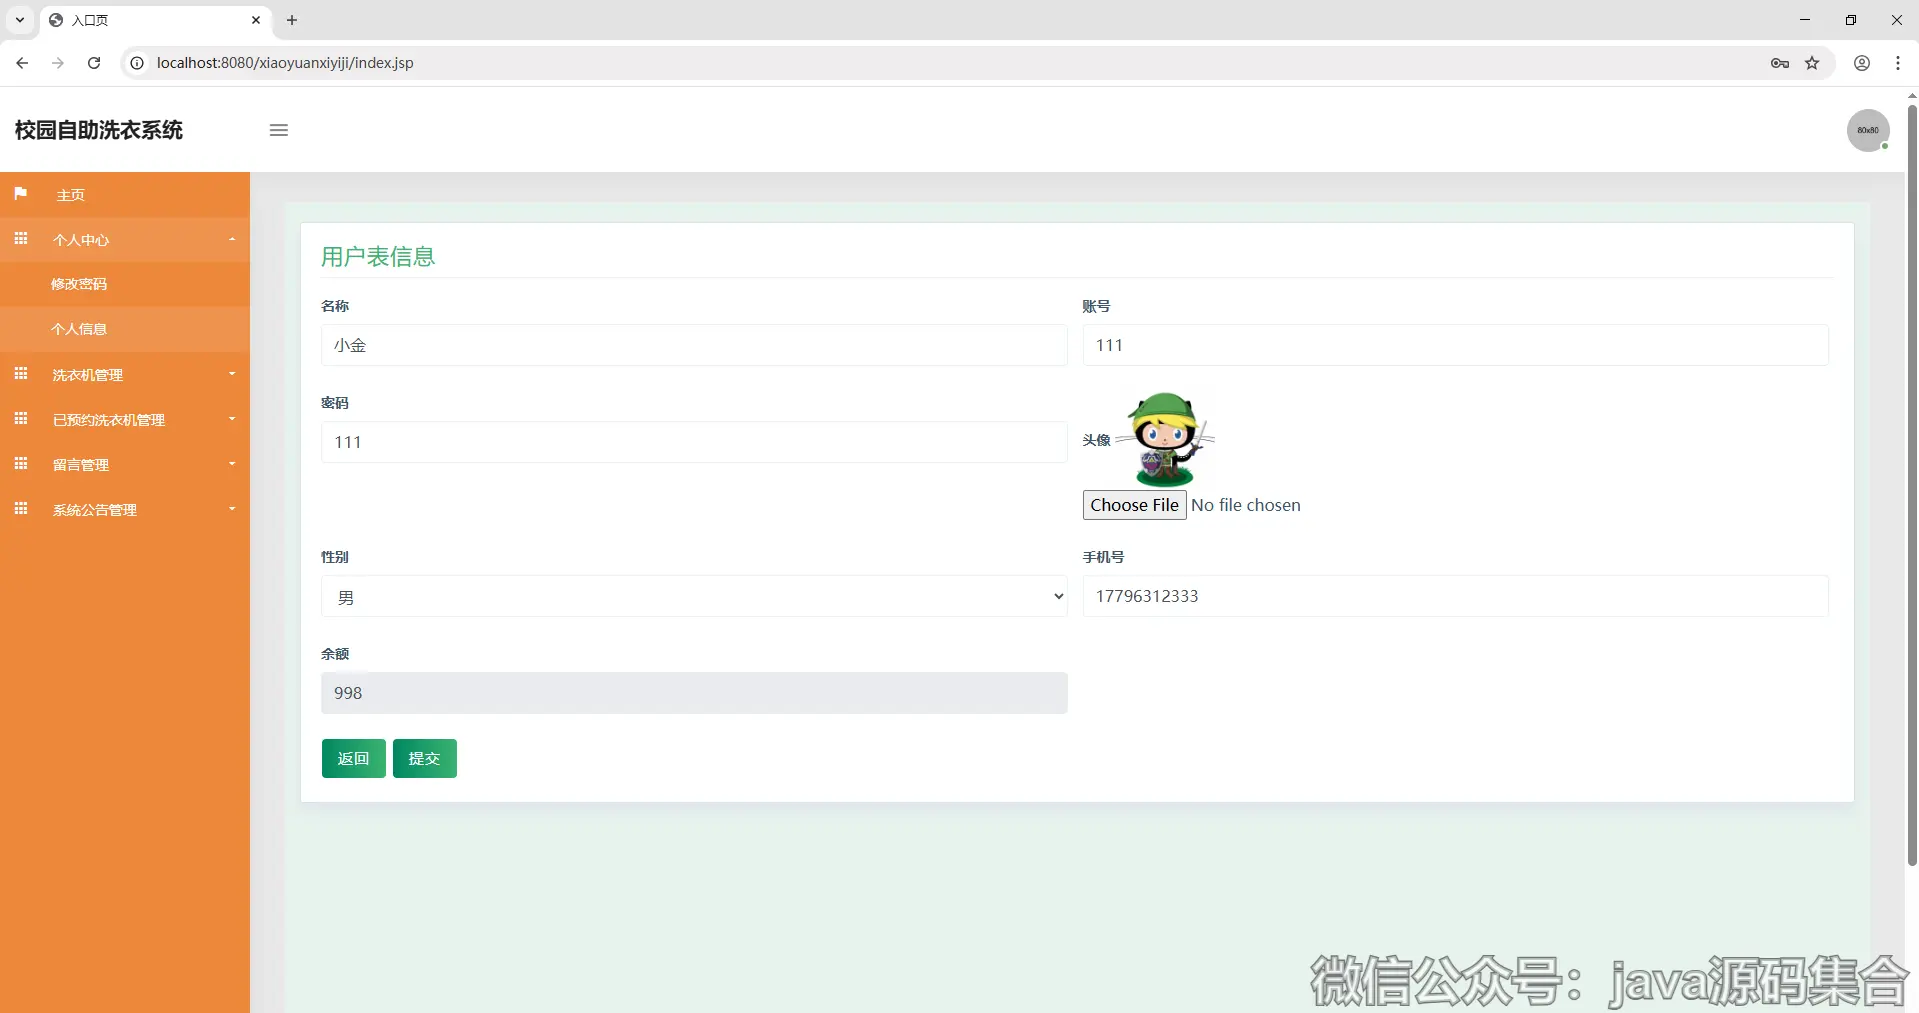 入口页
localhost:8080/xiaoyuanxiyiji/index.jsp
校园自助洗衣系统
80x80
主页
个人中心
修改密码
个人信息
洗衣机管理
已预约洗衣机管理
留言管理
系统公告管理
用户表信息
名称
账号
小金
111
密码
111
头像
Choose File No file chosen
性别
手机号
男
17796312333
余额
998
返回 提交
微信公众号：java源码集合